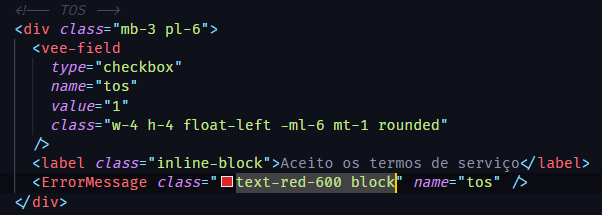 <!-- TOS -->
<div class="mb-3 pl-6">
<vee-field
type="checkbox"
name="tos"
value="1"
class="w-4 h-4 float-left -ml-6 mt-1 rounded"
/>
<label class="inline-block">Aceito os termos de serviço</label>
<ErrorMessage class="text-red-600 block" name="tos" />
</div>